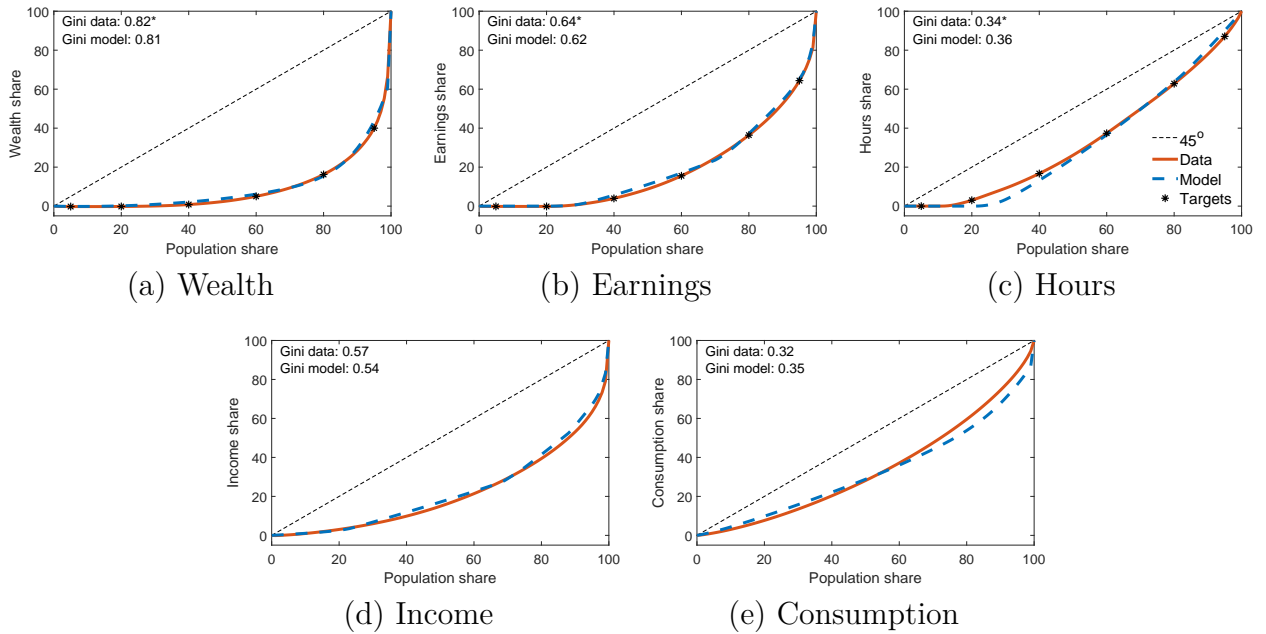 Gini data: 0.82*
Gini model: 0.81
Wealth share
100
80
60
40
20
0
0 20 40 60 80 100
Population share
(a) Wealth
Gini data: 0.64*
Gini model: 0.62
Earnings share
100
80
60
40
20
0
0 20 40 60 80 100
Population share
(b) Earnings
Gini data: 0.34*
Gini model: 0.36
Hours share
100
80
60
40
20
0
0 20 40 60 80 100
Population share
45°
Data
Model
Targets
(c) Hours
Gini data: 0.57
Gini model: 0.54
Income share
100
80
60
40
20
0
0 20 40 60 80 100
Population share
(d) Income
Gini data: 0.32
Gini model: 0.35
Consumption share
100
80
60
40
20
0
0 20 40 60 80 100
Population share
(e) Consumption